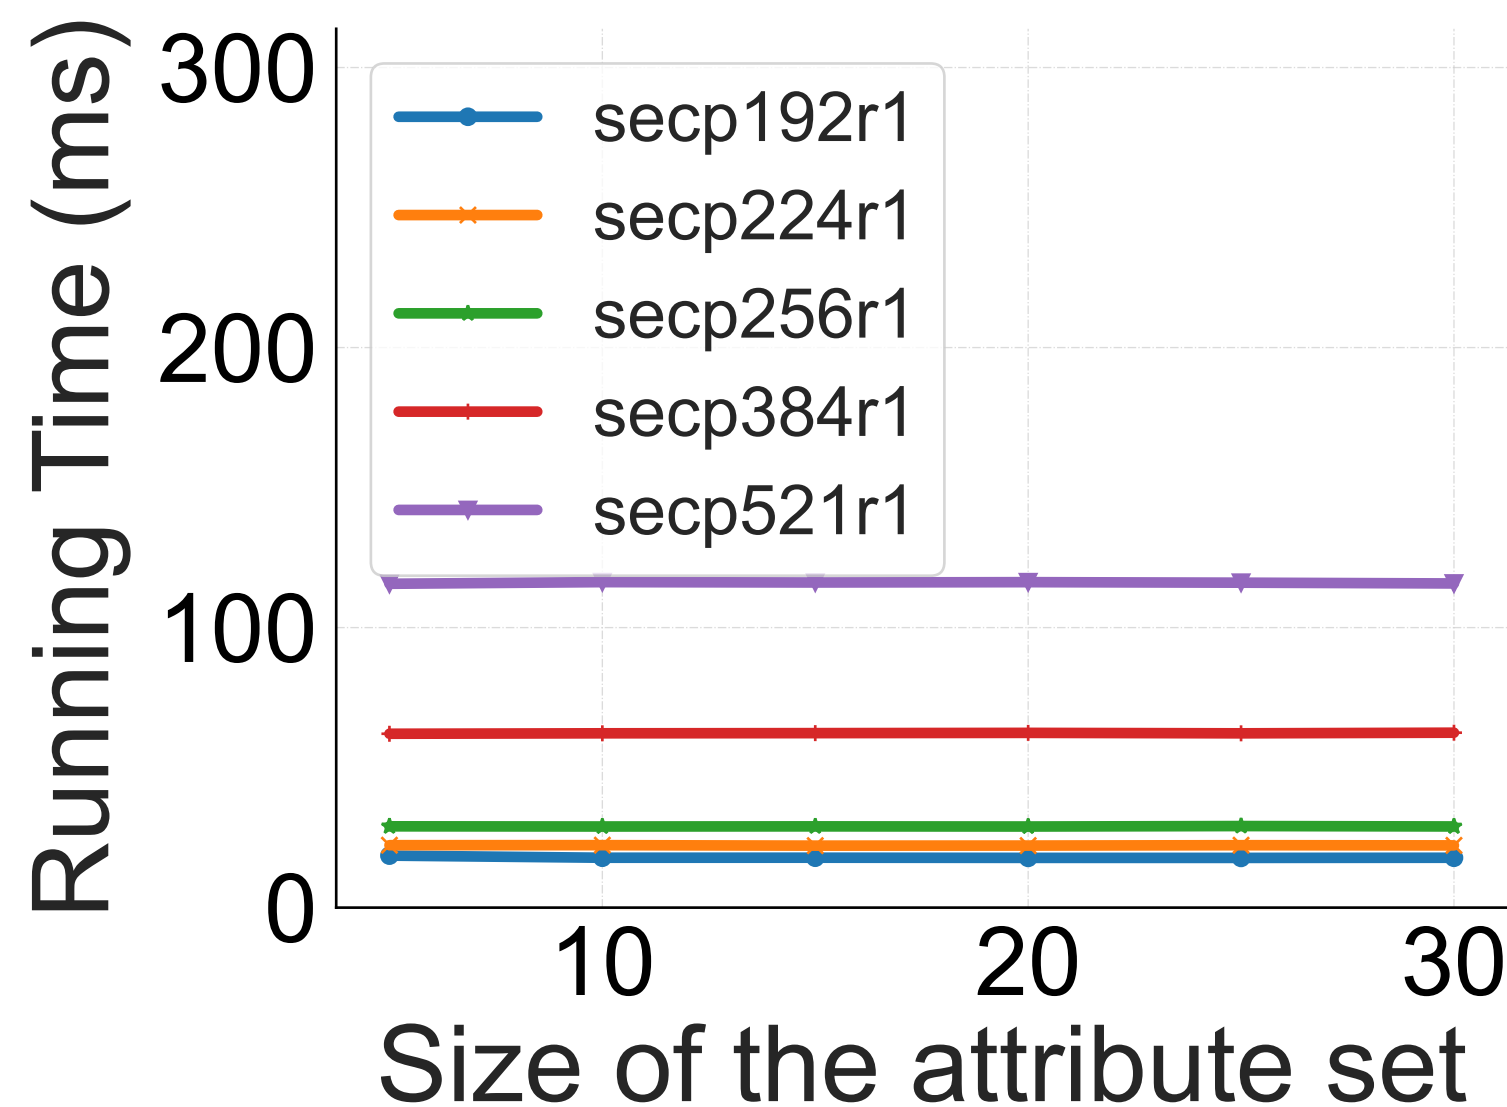 Running Time (ms)
300
200
100
0
secp192r1
secp224r1
secp256r1
secp384r1
secp521r1
10 20 30
Size of the attribute set